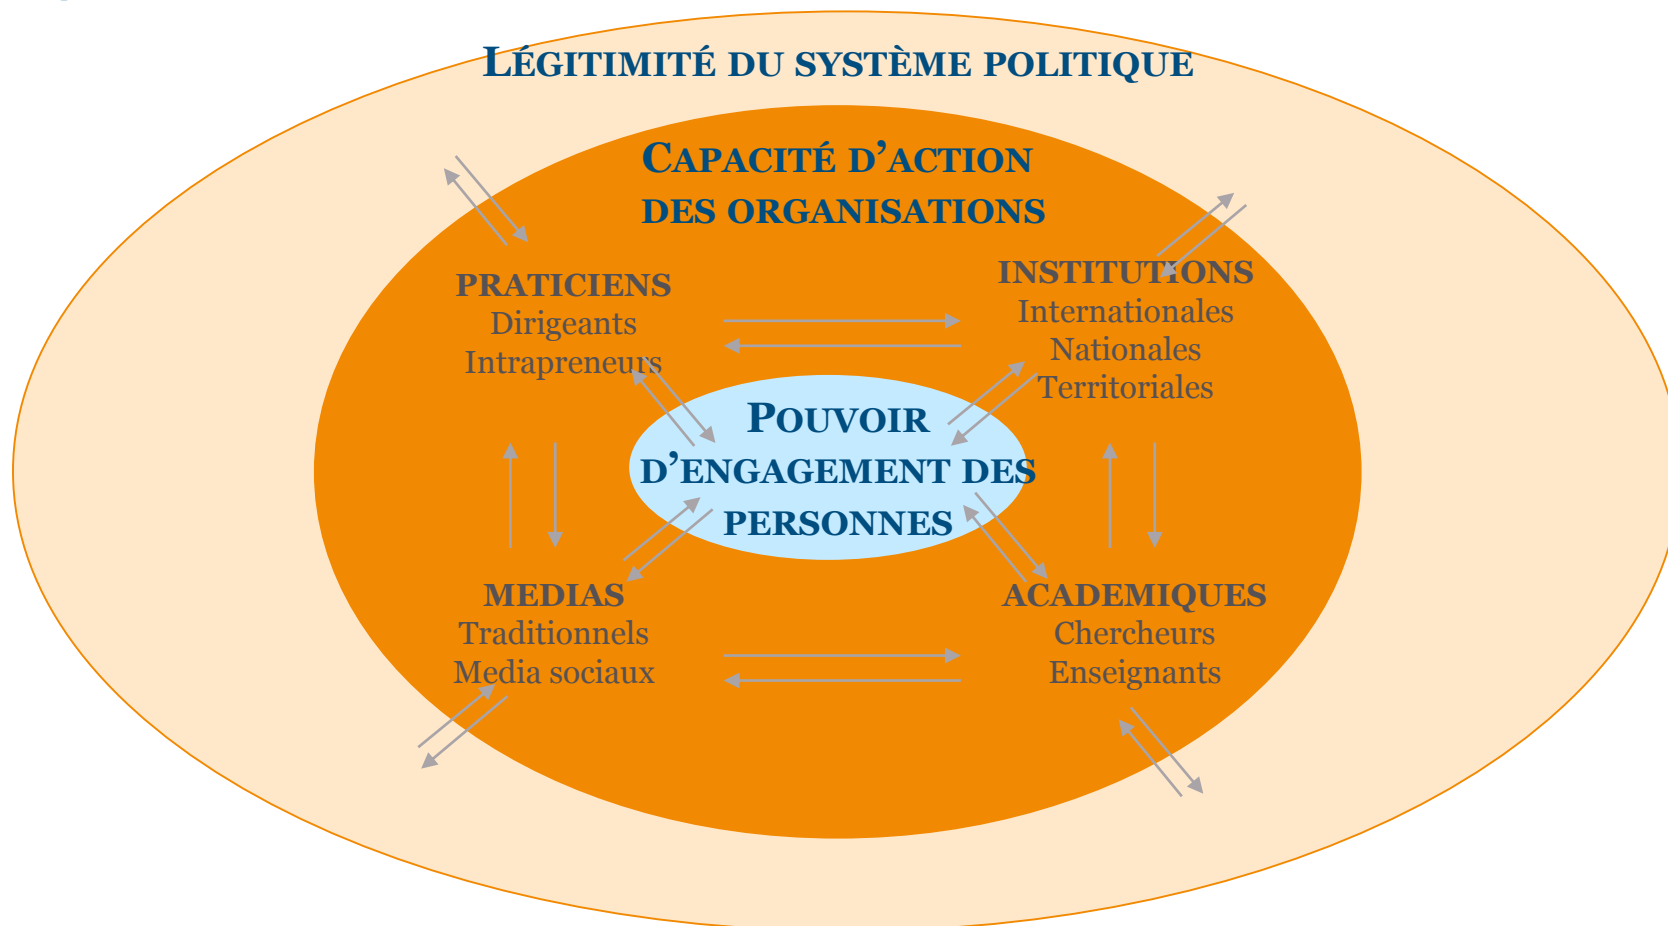 LÉGITIMITÉ DU SYSTÈME POLITIQUE
CAPACITÉ D’ACTION
DES ORGANISATIONS
PRATICIENS
Dirigeants
Intrapreneurs
INSTITUTIONS
Internationales
Nationales
Territoriales
POUVOIR
D’ENGAGEMENT DES
PERSONNES
MEDIAS
Traditionnels
Media sociaux
ACADEMIQUES
Chercheurs
Enseignants